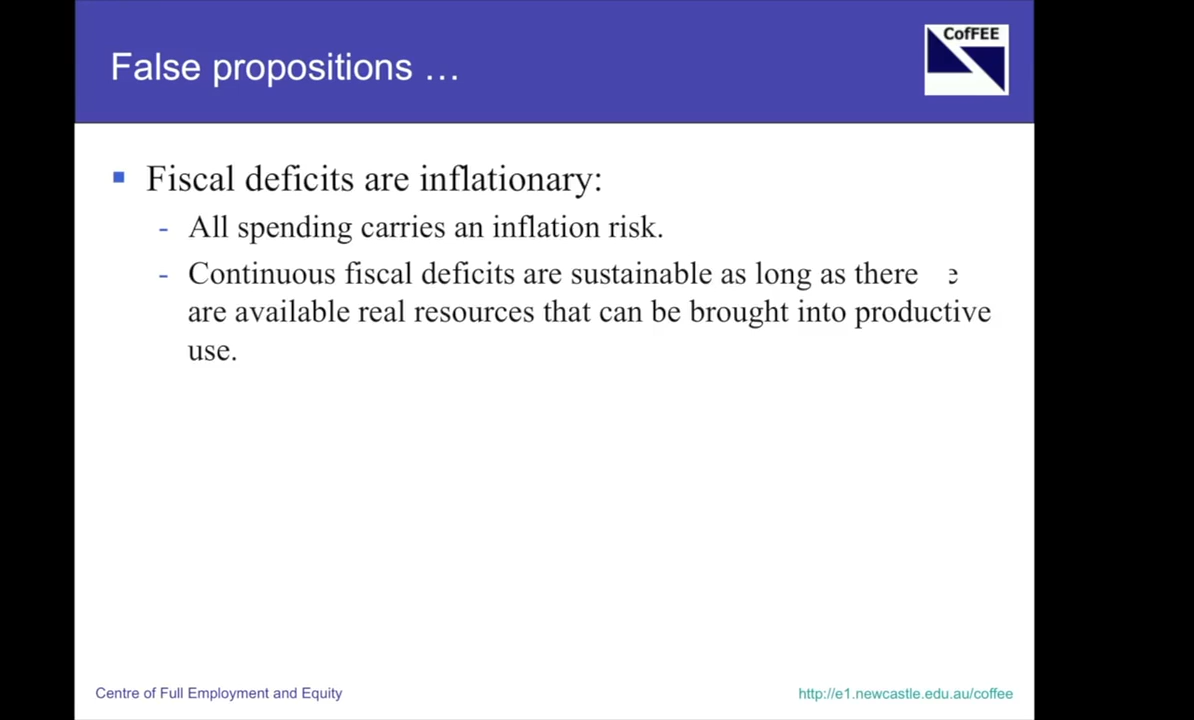 False propositions …
CofFEE
Fiscal deficits are inflationary:
- All spending carries an inflation risk.
- Continuous fiscal deficits are sustainable as long as there
are available real resources that can be brought into productive
use.
Centre of Full Employment and Equity
http://e1.newcastle.edu.au/coffee